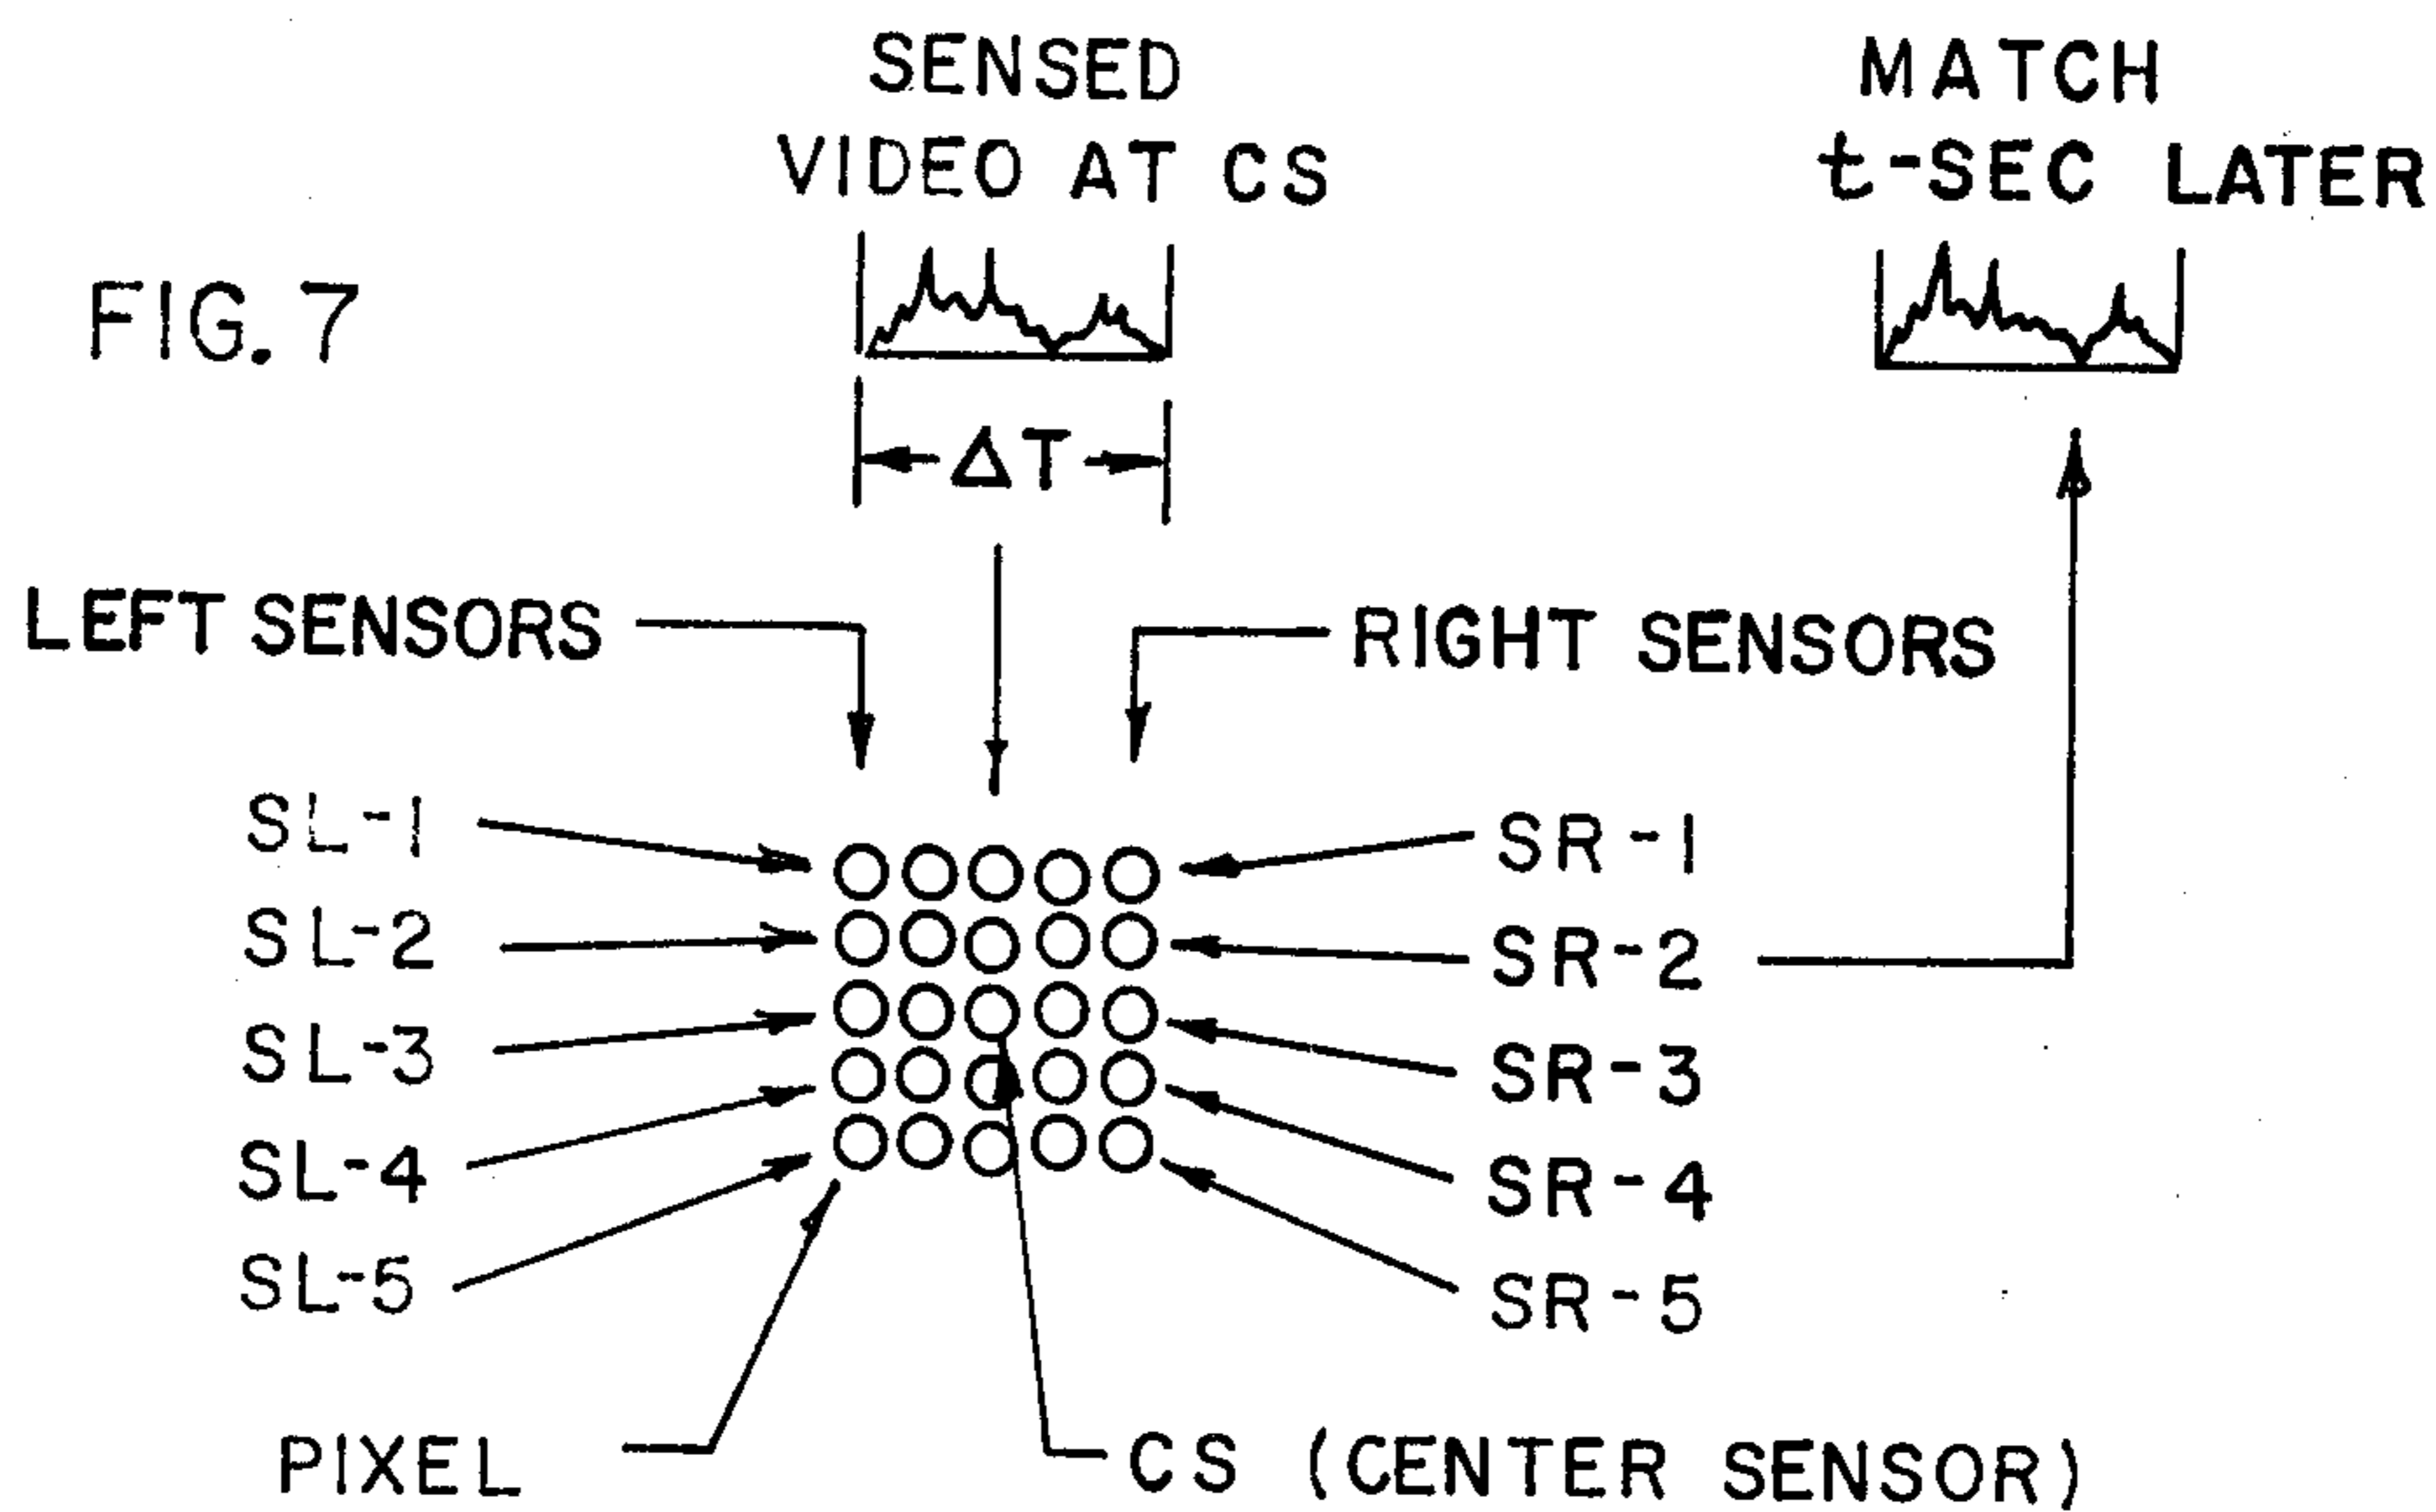 SENSED
VIDEO AT CS
MATCH
t-SEC LATER
FIG. 7
ΔT
LEFT SENSORS
RIGHT SENSORS
SL-1
SL-2
SL-3
SL-4
SL-5
SR-1
SR-2
SR-3
SR-4
SR-5
PIXEL
CS (CENTER SENSOR)